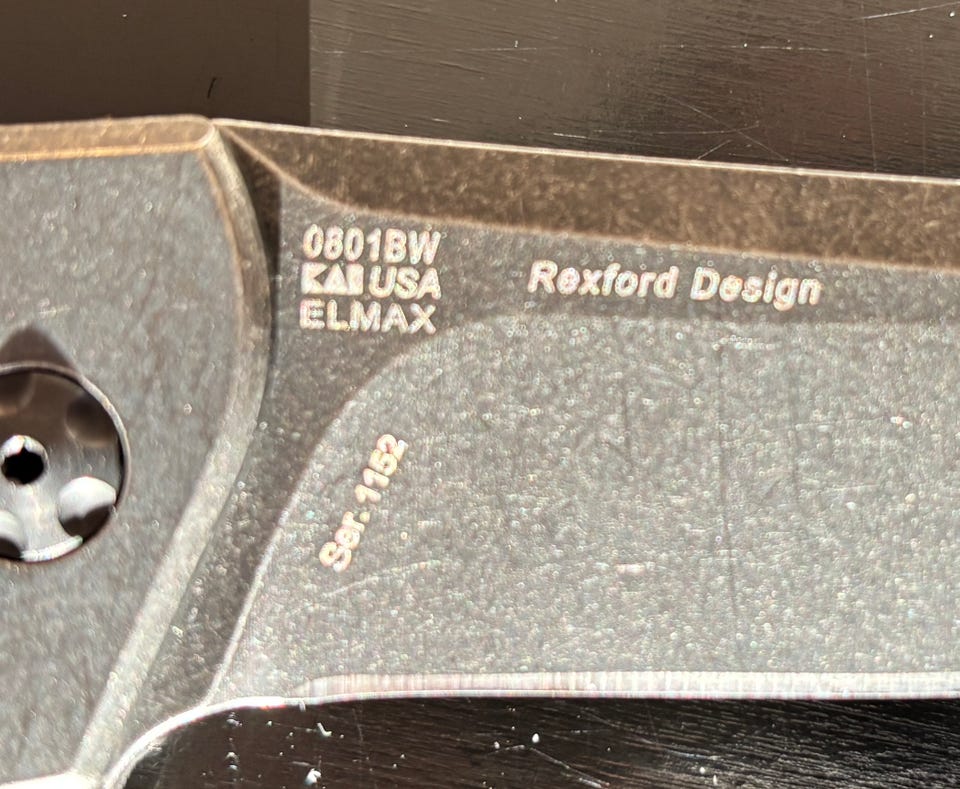 0801BW
KAI USA
ELMAX
Rexford Design
Ser. 1152